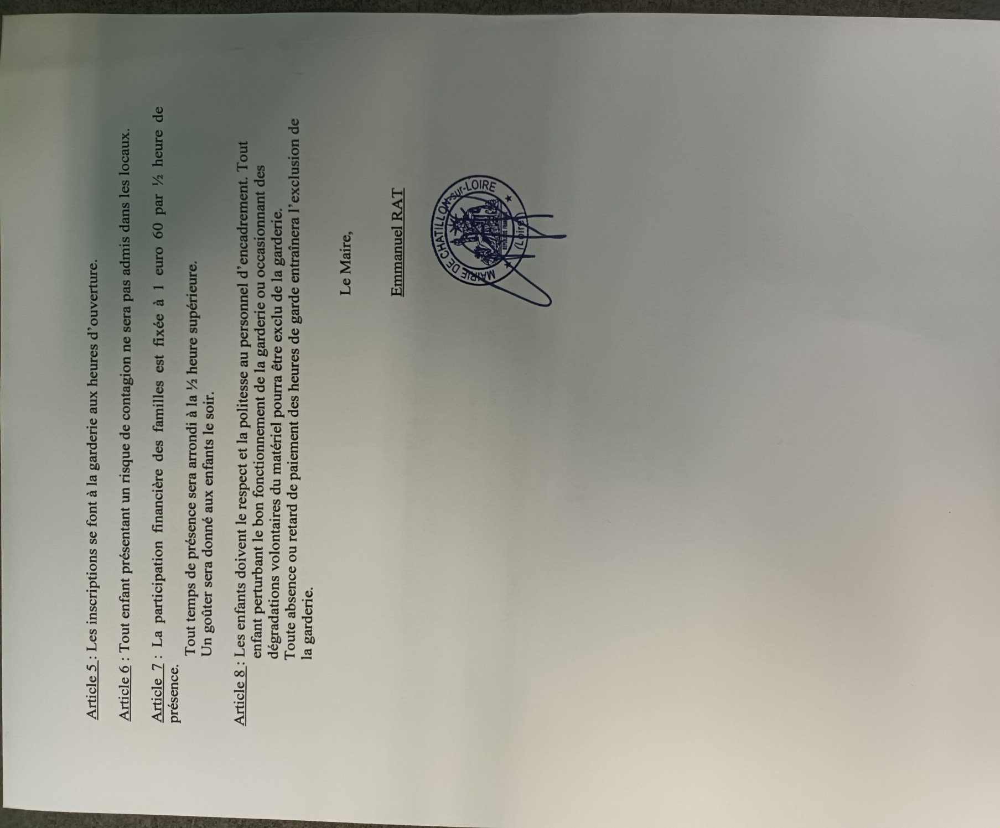 Article 5 : Les inscriptions se font à la garderie aux heures d'ouverture.
Article 6 : Tout enfant présentant un risque de contagion ne sera pas admis dans les locaux.
Article 7 : La participation financière des familles est fixée à 1 euro 60 par ½ heure de
présence.
Tout temps de présence sera arrondi à la ½ heure supérieure.
Un goûter sera donné aux enfants le soir.
Article 8 : Les enfants doivent le respect et la politesse au personnel d'encadrement. Tout
enfant perturbant le bon fonctionnement de la garderie ou occasionnant des
dégradations volontaires du matériel pourra être exclu de la garderie.
Toute absence ou retard de paiement des heures de garde entraînera l'exclusion de
la garderie.
Le Maire,
Emmanuel RAT
MAIRIE DE CHATILLON-sur-LOIRE
(Loiret)